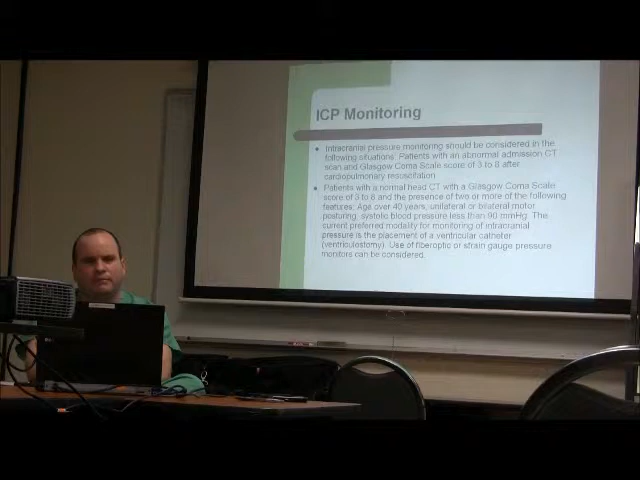 ICP Monitoring
Intracranial pressure monitoring should be considered in the
following situations: Patients with an abnormal admission CT
scan and Glasgow Coma Scale score of 3 to 8 after
cardiopulmonary resuscitation
Patients with a normal head CT with a Glasgow Coma Scale
score of 3 to 8 and the presence of two or more of the following
features: Age over 40 years, unilateral or bilateral motor
posturing, systolic blood pressure less than 90 mmHg. The
current preferred modality for monitoring of intracranial
pressure is the placement of a ventricular catheter
(ventriculostomy). Use of fiberoptic or strain gauge pressure
monitors can be considered.